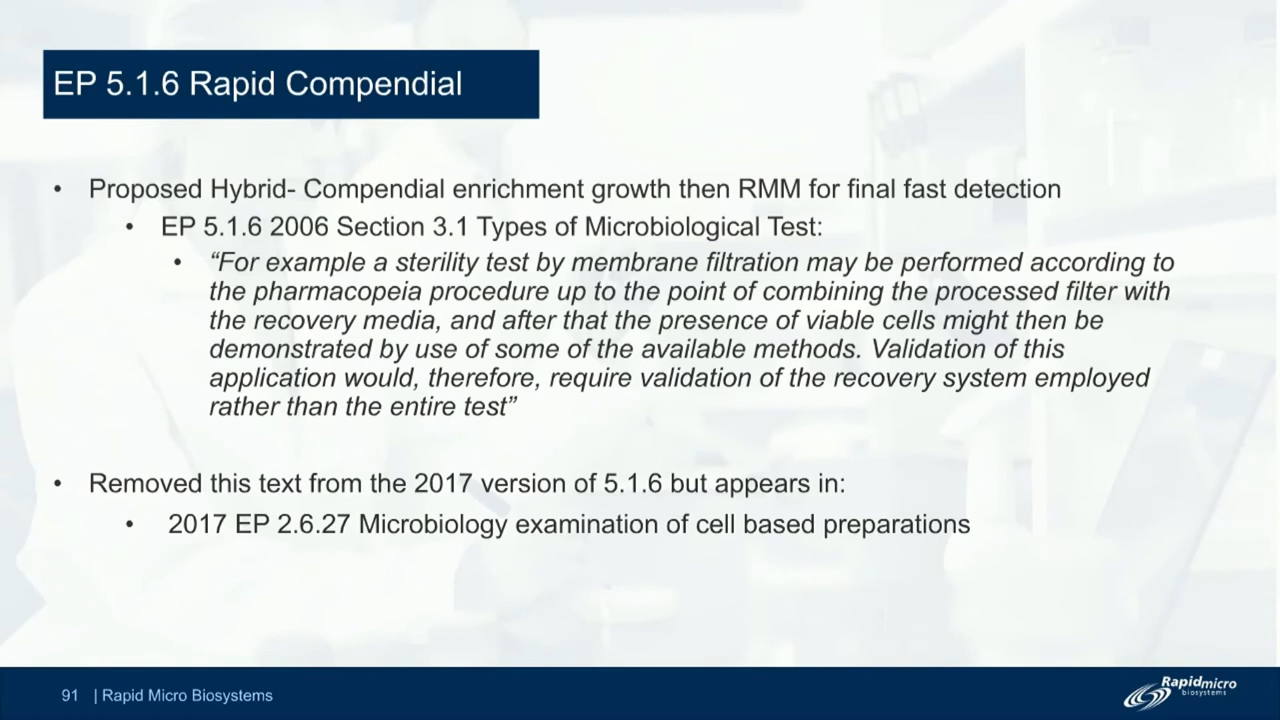 EP 5.1.6 Rapid Compendial
• Proposed Hybrid- Compendial enrichment growth then RMM for final fast detection
• EP 5.1.6 2006 Section 3.1 Types of Microbiological Test:
• “For example a sterility test by membrane filtration may be performed according to
the pharmacopeia procedure up to the point of combining the processed filter with
the recovery media, and after that the presence of viable cells might then be
demonstrated by use of some of the available methods. Validation of this
application would, therefore, require validation of the recovery system employed
rather than the entire test”
• Removed this text from the 2017 version of 5.1.6 but appears in:
• 2017 EP 2.6.27 Microbiology examination of cell based preparations
91 | Rapid Micro Biosystems
Rapidmicro
biosystems